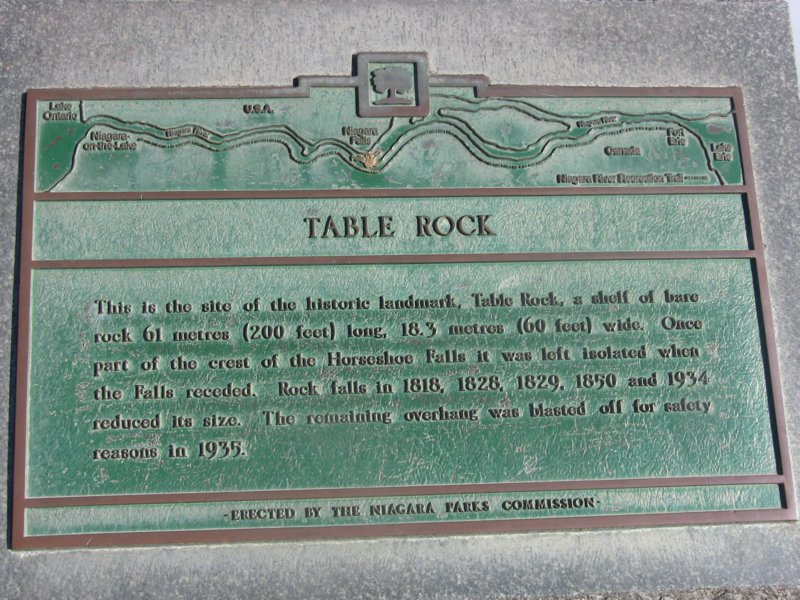 Lake
Ontario
U.S.A.
Niagara-
on-the-Lake
Niagara River
Niagara
Falls
Niagara River
Canada
Fort
Erie
Lake
Erie
Niagara River Recreation Trail
TABLE ROCK
This is the site of the historic landmark, Table Rock, a shelf of bare
rock 61 metres (200 feet) long, 18.3 metres (60 feet) wide. Once
part of the crest of the Horseshoe Falls it was left isolated when
the Falls receded. Rock falls in 1818, 1828, 1829, 1850 and 1934
reduced its size. The remaining overhang was blasted off for safety
reasons in 1935.
-ERECTED BY THE NIAGARA PARKS COMMISSION-